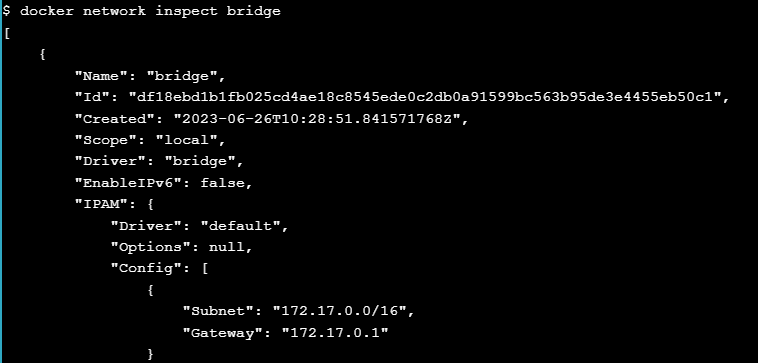 $ docker network inspect bridge
[
    {
        "Name": "bridge",
        "Id": "df18ebd1b1fb025cd4ae18c8545ede0c2db0a91599bc563b95de3e4455eb50c1",
        "Created": "2023-06-26T10:28:51.841571768Z",
        "Scope": "local",
        "Driver": "bridge",
        "EnableIPv6": false,
        "IPAM": {
            "Driver": "default",
            "Options": null,
            "Config": [
                {
                    "Subnet": "172.17.0.0/16",
                    "Gateway": "172.17.0.1"
                }